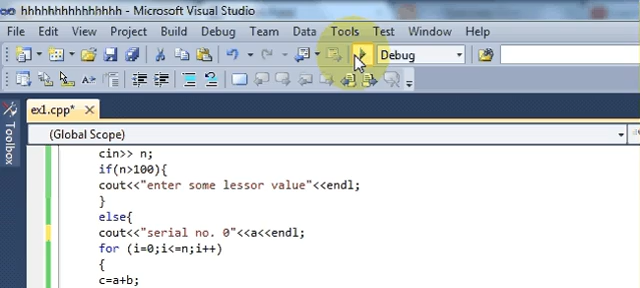 hhhhhhhhhhhhhhh - Microsoft Visual Studio
File Edit View Project Build Debug Team Data Tools Test Window Help
Debug
Toolbox
ex1.cpp*
(Global Scope)
cin>> n;
if(n>100){
cout<<"enter some lessor value"<<endl;
}
else{
cout<<"serial no. 0"<<a<<endl;
for (i=0;i<=n;i++)
{
c=a+b;